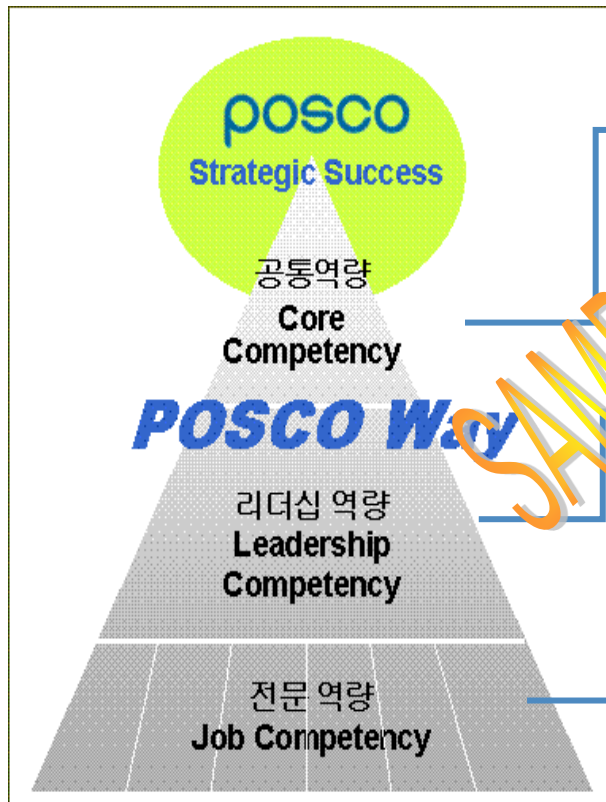 posco
Strategic Success
공통역량
Core
Competency
POSCO Way
리더십 역량
Leadership
Competency
전문 역량
Job Competency